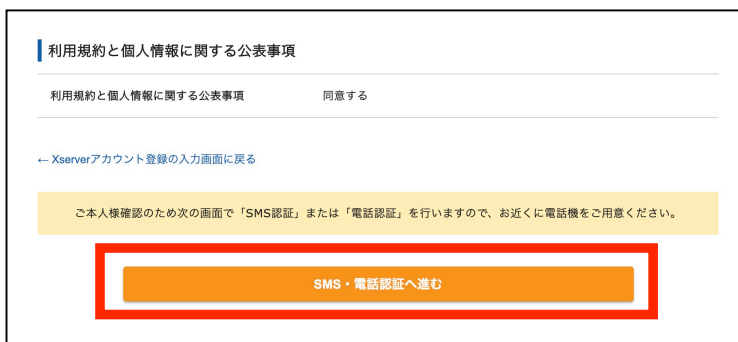 利用規約と個人情報に関する公表事項
利用規約と個人情報に関する公表事項 同意する
← Xserverアカウント登録の入力画面に戻る
ご本人様確認のため次の画面で「SMS認証」または「電話認証」を行いますので、お近くに電話機をご用意ください。
SMS・電話認証へ進む